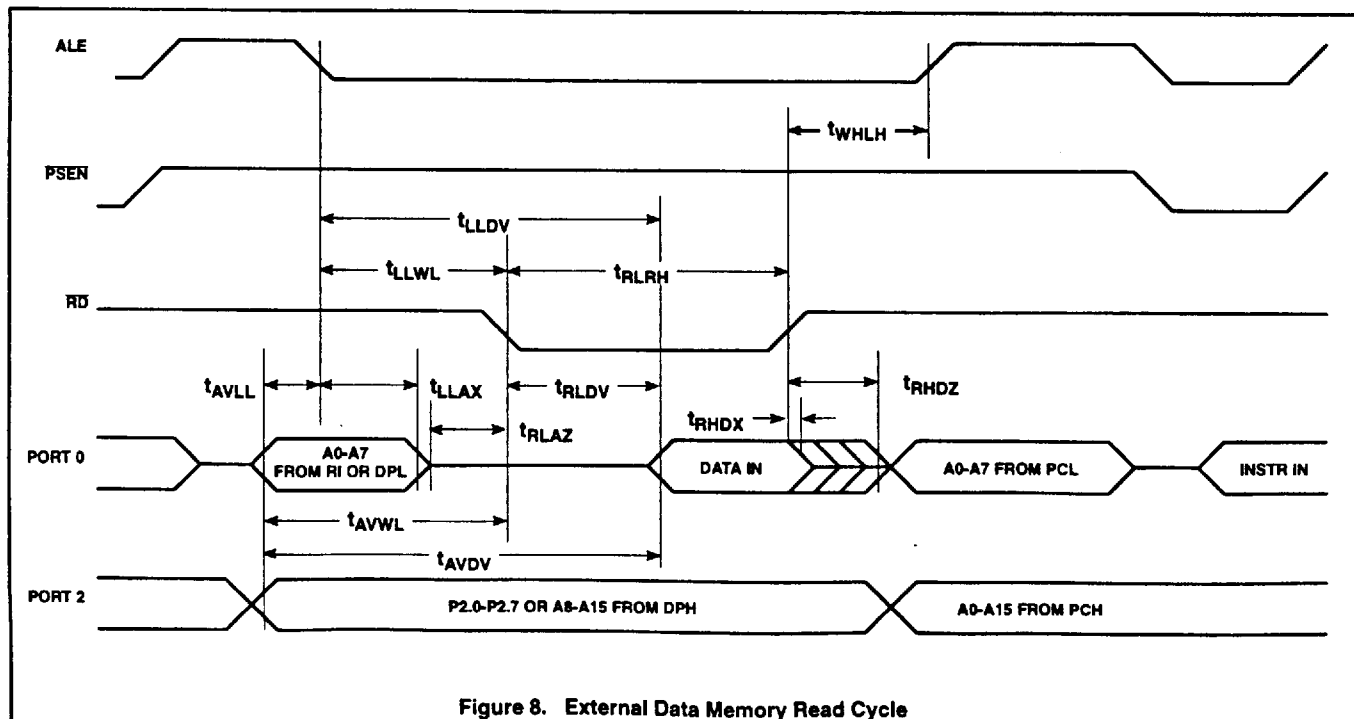 ALE
tWHLH
PSEN
tLLDV
tLLWL
tRLRH
RD
tAVLL
tLLAX
tRLDV
tRHDZ
tRLAZ
tRHDX
PORT 0
A0-A7
FROM RI OR DPL
DATA IN
A0-A7 FROM PCL
INSTR IN
tAVWL
tAVDV
PORT 2
P2.0-P2.7 OR A8-A15 FROM DPH
A0-A15 FROM PCH
Figure 8. External Data Memory Read Cycle